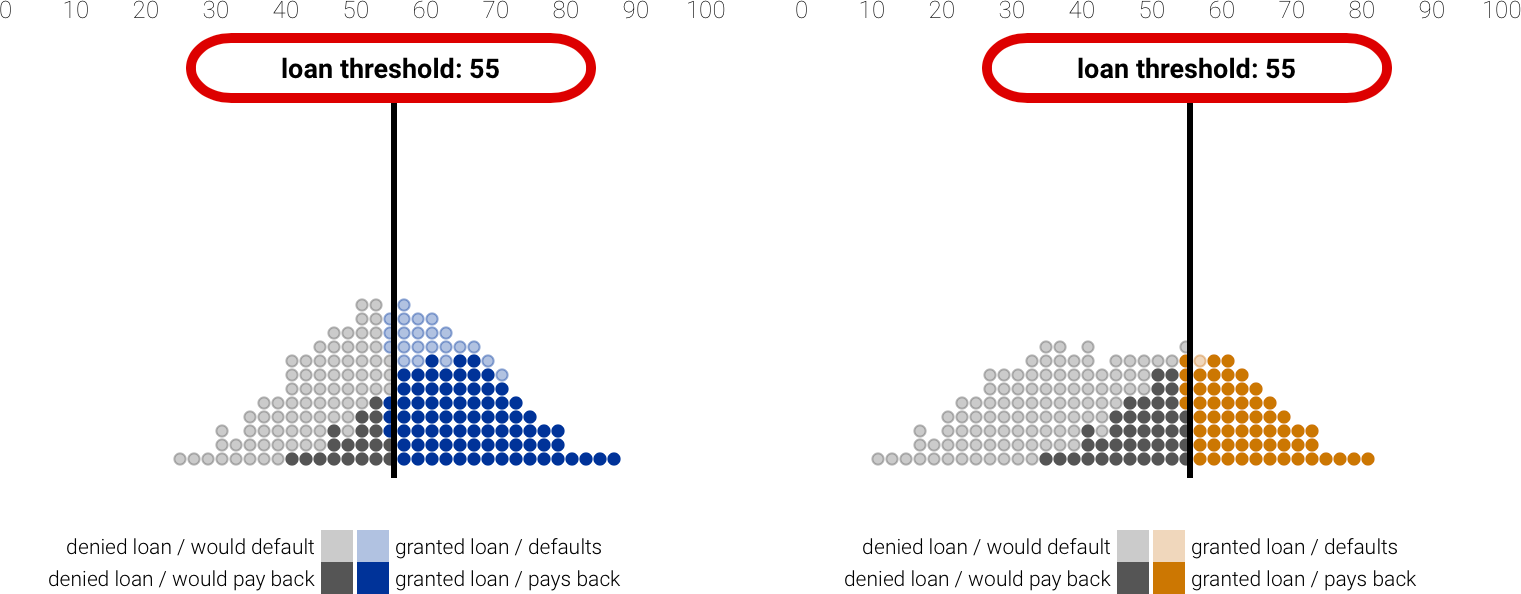 0 10 20 30 40 50 60 70 80 90 100 0 10 20 30 40 50 60 70 80 90 100
loan threshold: 55 loan threshold: 55
denied loan / would default granted loan / defaults denied loan / would default granted loan / defaults
denied loan / would pay back granted loan / pays back denied loan / would pay back granted loan / pays back